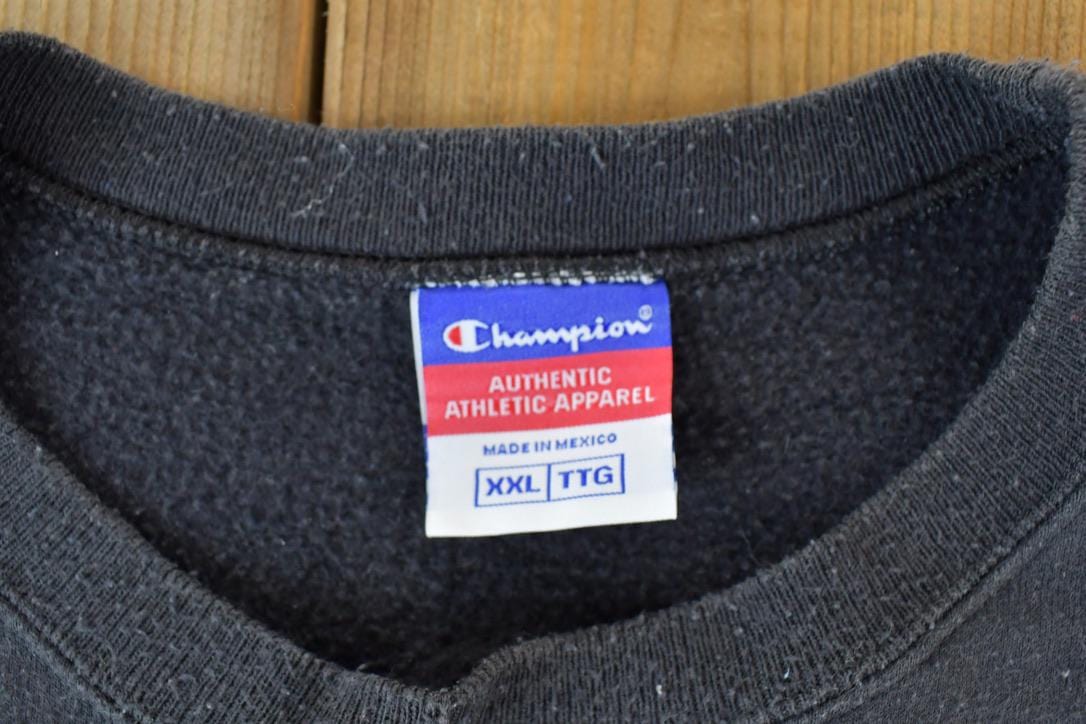 Champion®
AUTHENTIC
ATHLETIC APPAREL
MADE IN MEXICO
XXL TTG